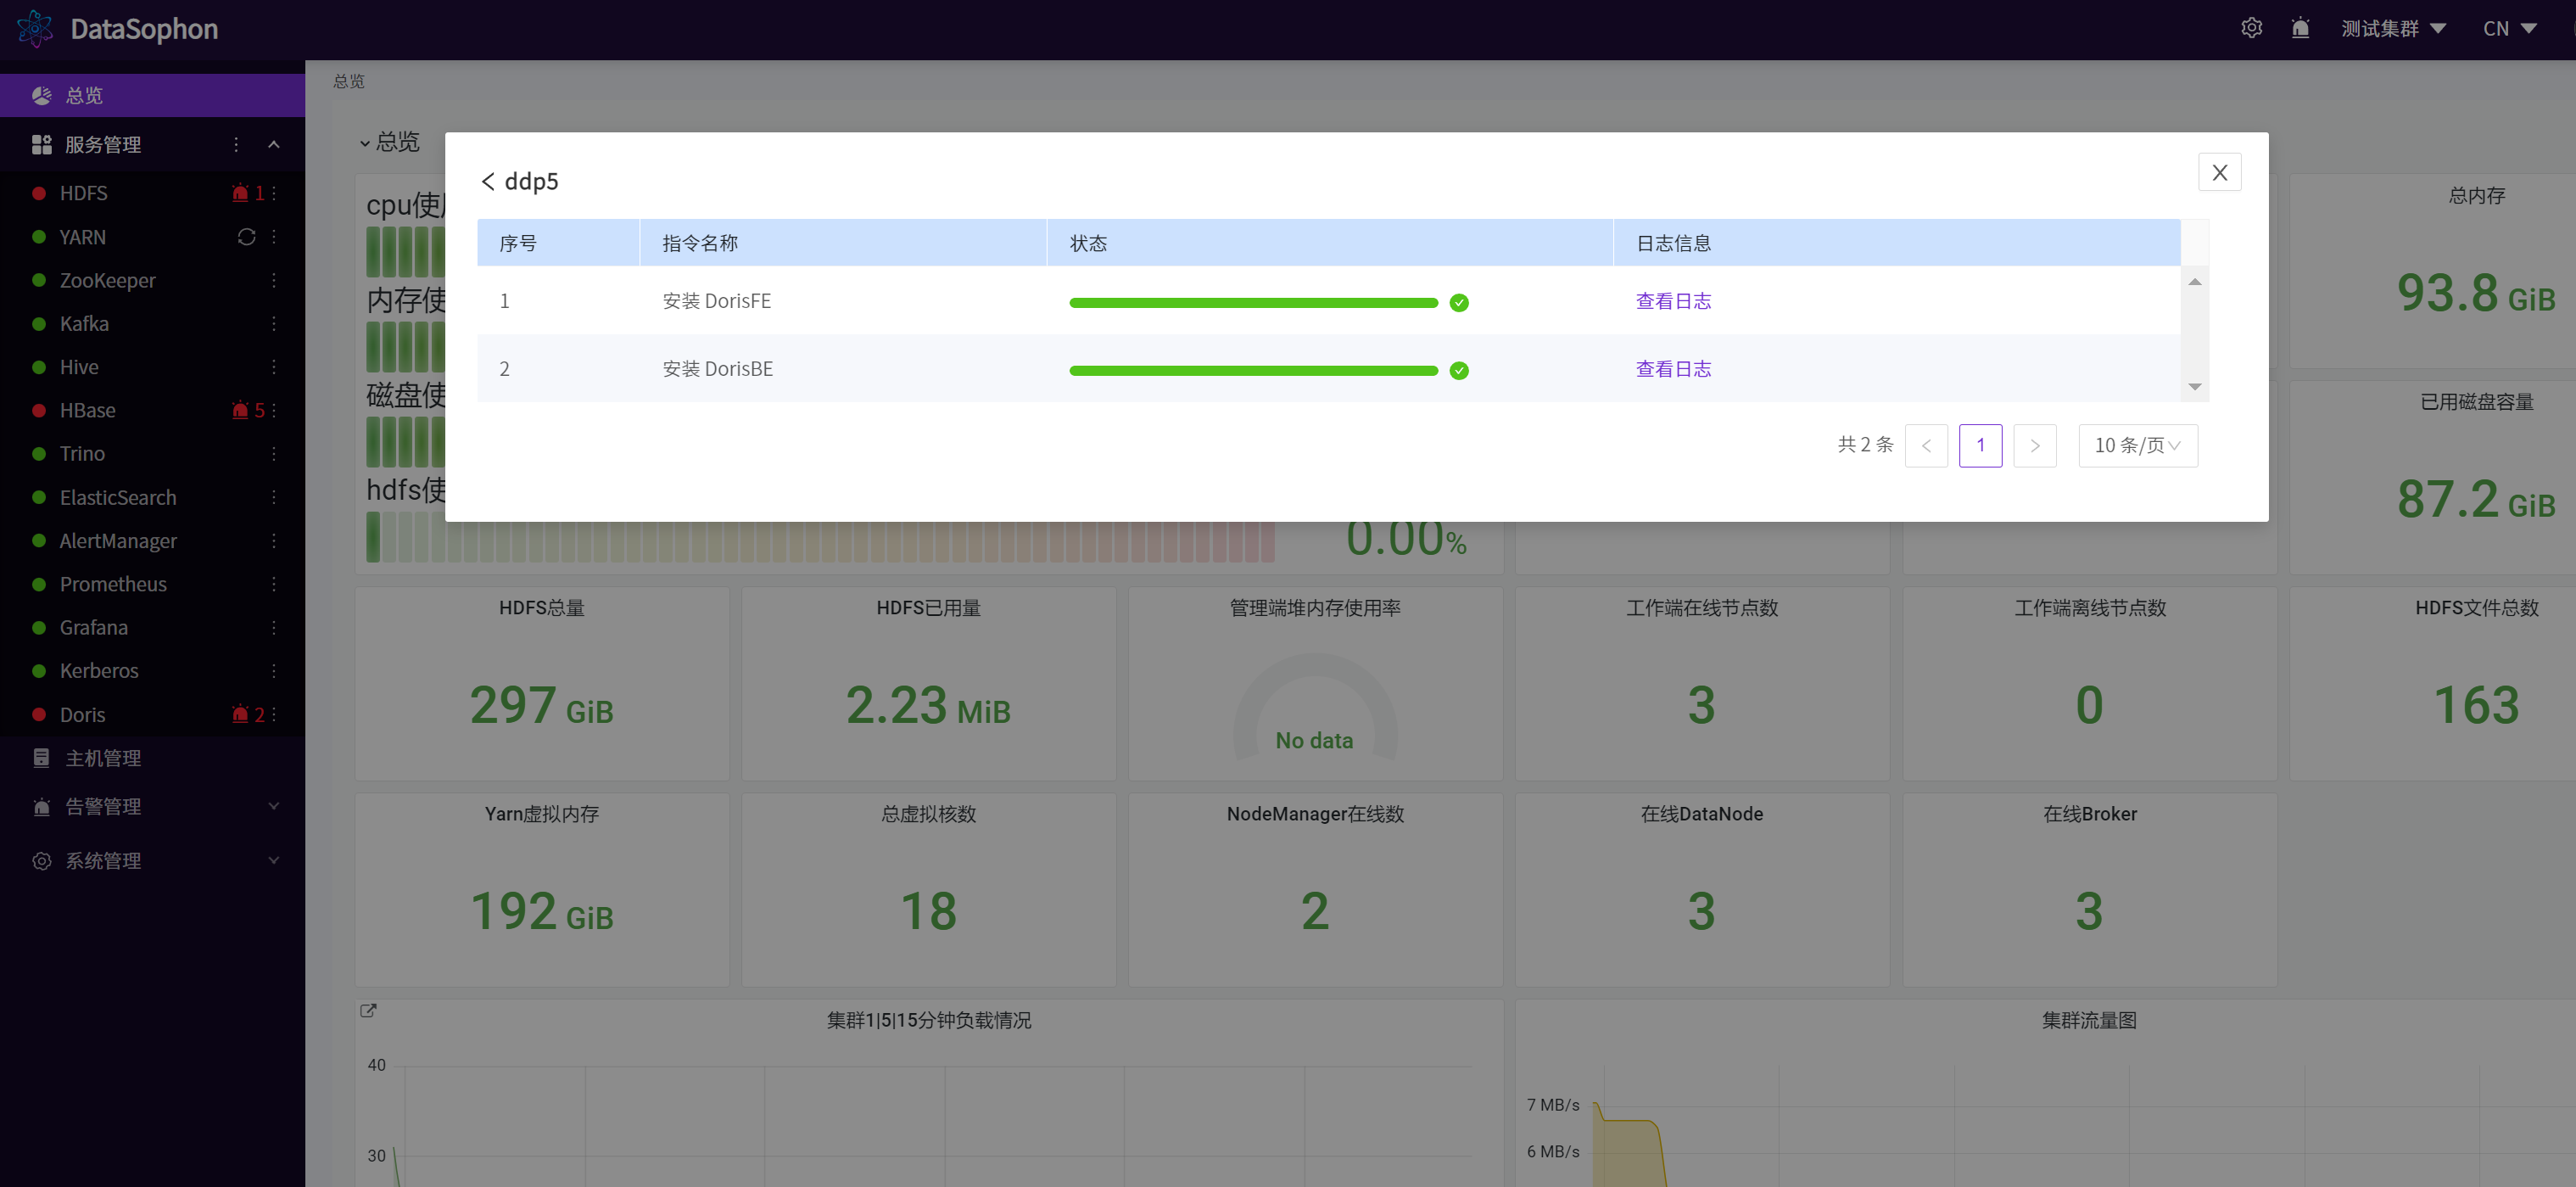 DataSophon
测试集群
CN
总览
服务管理
HDFS 1
YARN
ZooKeeper
Kafka
Hive
HBase 5
Trino
ElasticSearch
AlertManager
Prometheus
Grafana
Kerberos
Doris 2
主机管理
告警管理
系统管理
总览
总览
ddp5
序号 指令名称 状态 日志信息
1 安装 DorisFE 查看日志
2 安装 DorisBE 查看日志
共 2 条 1 10 条/页
cpu使
内存使
磁盘使
hdfs使
0.00%
总内存
93.8 GiB
已用磁盘容量
87.2 GiB
HDFS总量
297 GiB
HDFS已用量
2.23 MiB
管理端堆内存使用率
No data
工作端在线节点数
3
工作端离线节点数
0
HDFS文件总数
163
Yarn虚拟内存
192 GiB
总虚拟核数
18
NodeManager在线数
2
在线DataNode
3
在线Broker
3
集群1|5|15分钟负载情况
40
30
集群流量图
7 MB/s
6 MB/s